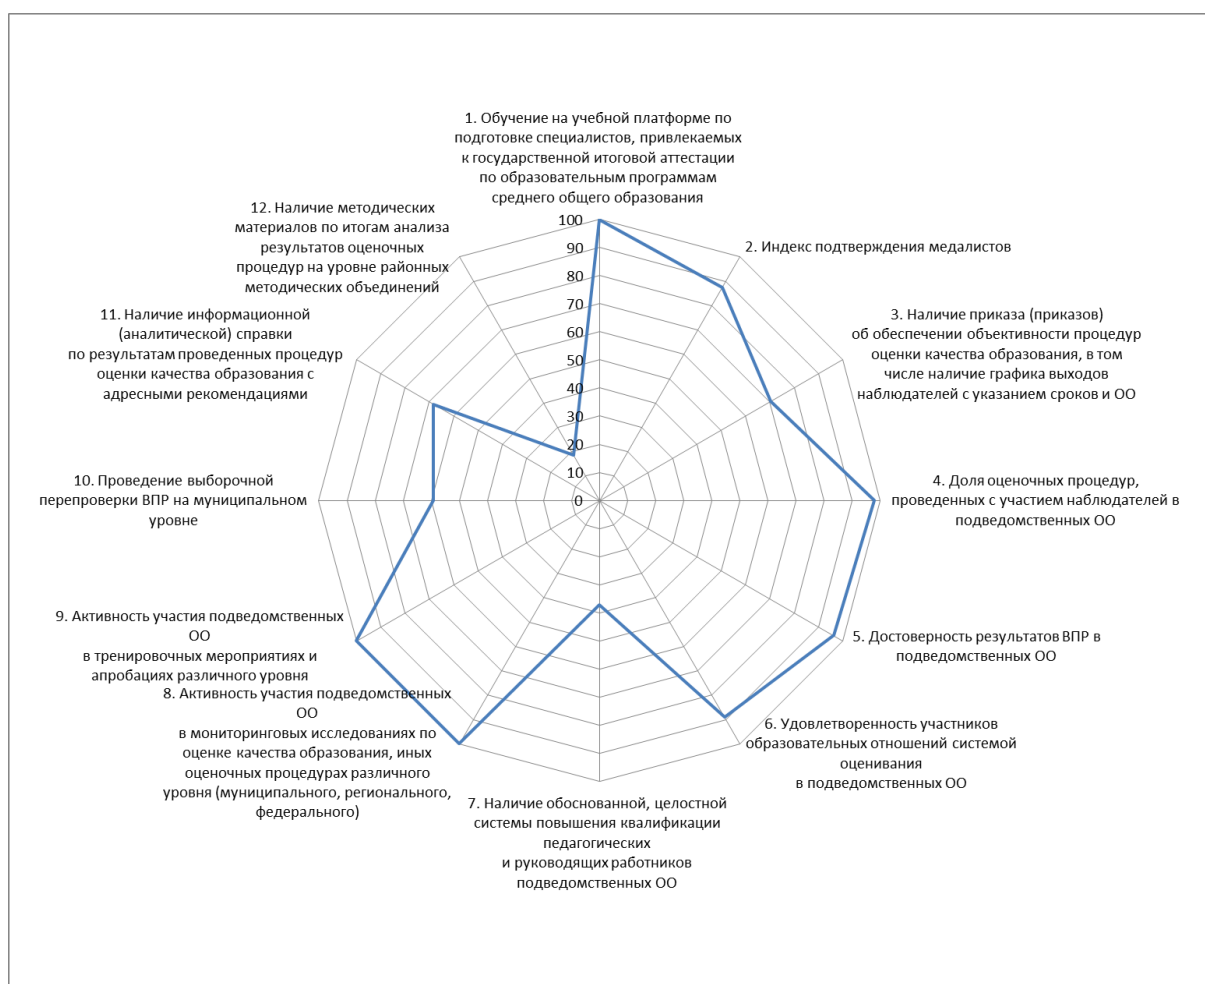 1. Обучение на учебной платформе по
подготовке специалистов, привлекаемых
к государственной итоговой аттестации
по образовательным программам
среднего общего образования
2. Индекс подтверждения медалистов
3. Наличие приказа (приказов)
об обеспечении объективности процедур
оценки качества образования, в том
числе наличие графика выходов
наблюдателей с указанием сроков и ОО
4. Доля оценочных процедур,
проведенных с участием наблюдателей в
подведомственных ОО
5. Достоверность результатов ВПР в
подведомственных ОО
6. Удовлетворенность участников
образовательных отношений системой
оценивания
в подведомственных ОО
7. Наличие обоснованной, целостной
системы повышения квалификации
педагогических
и руководящих работников
подведомственных ОО
8. Активность участия подведомственных
ОО
в мониторинговых исследованиях по
оценке качества образования, иных
оценочных процедурах различного
уровня (муниципального, регионального,
федерального)
9. Активность участия подведомственных
ОО
в тренировочных мероприятиях и
апробациях различного уровня
10. Проведение выборочной
перепроверки ВПР на муниципальном
уровне
11. Наличие информационной
(аналитической) справки
по результатам проведенных процедур
оценки качества образования с
адресными рекомендациями
12. Наличие методических
материалов по итогам анализа
результатов оценочных
процедур на уровне районных
методических объединений
100
90
80
70
60
50
40
30
20
10
0